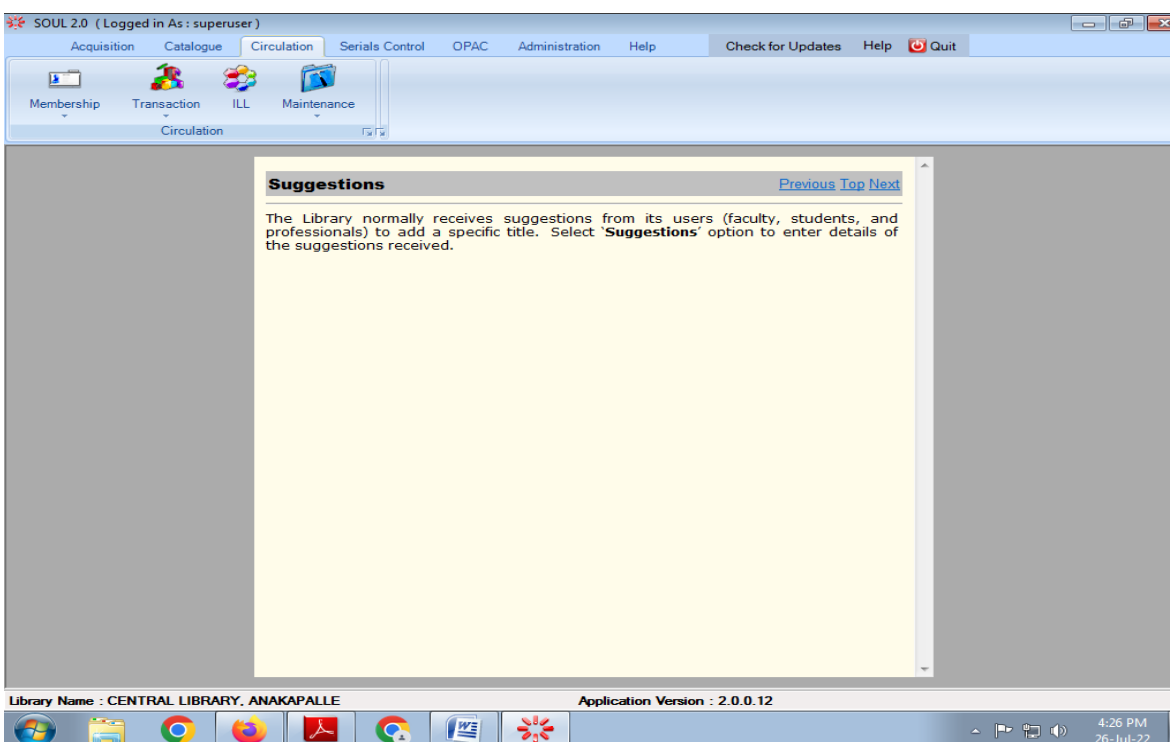 SOUL 2.0 ( Logged in As : superuser )
Acquisition Catalogue Circulation Serials Control OPAC Administration Help Check for Updates Help Quit
Membership Transaction ILL Maintenance
Circulation
Suggestions Previous Top Next
The Library normally receives suggestions from its users (faculty, students, and
professionals) to add a specific title. Select `Suggestions' option to enter details of
the suggestions received.
Library Name : CENTRAL LIBRARY, ANAKAPALLE Application Version : 2.0.0.12
4:26 PM
26-Jul-22